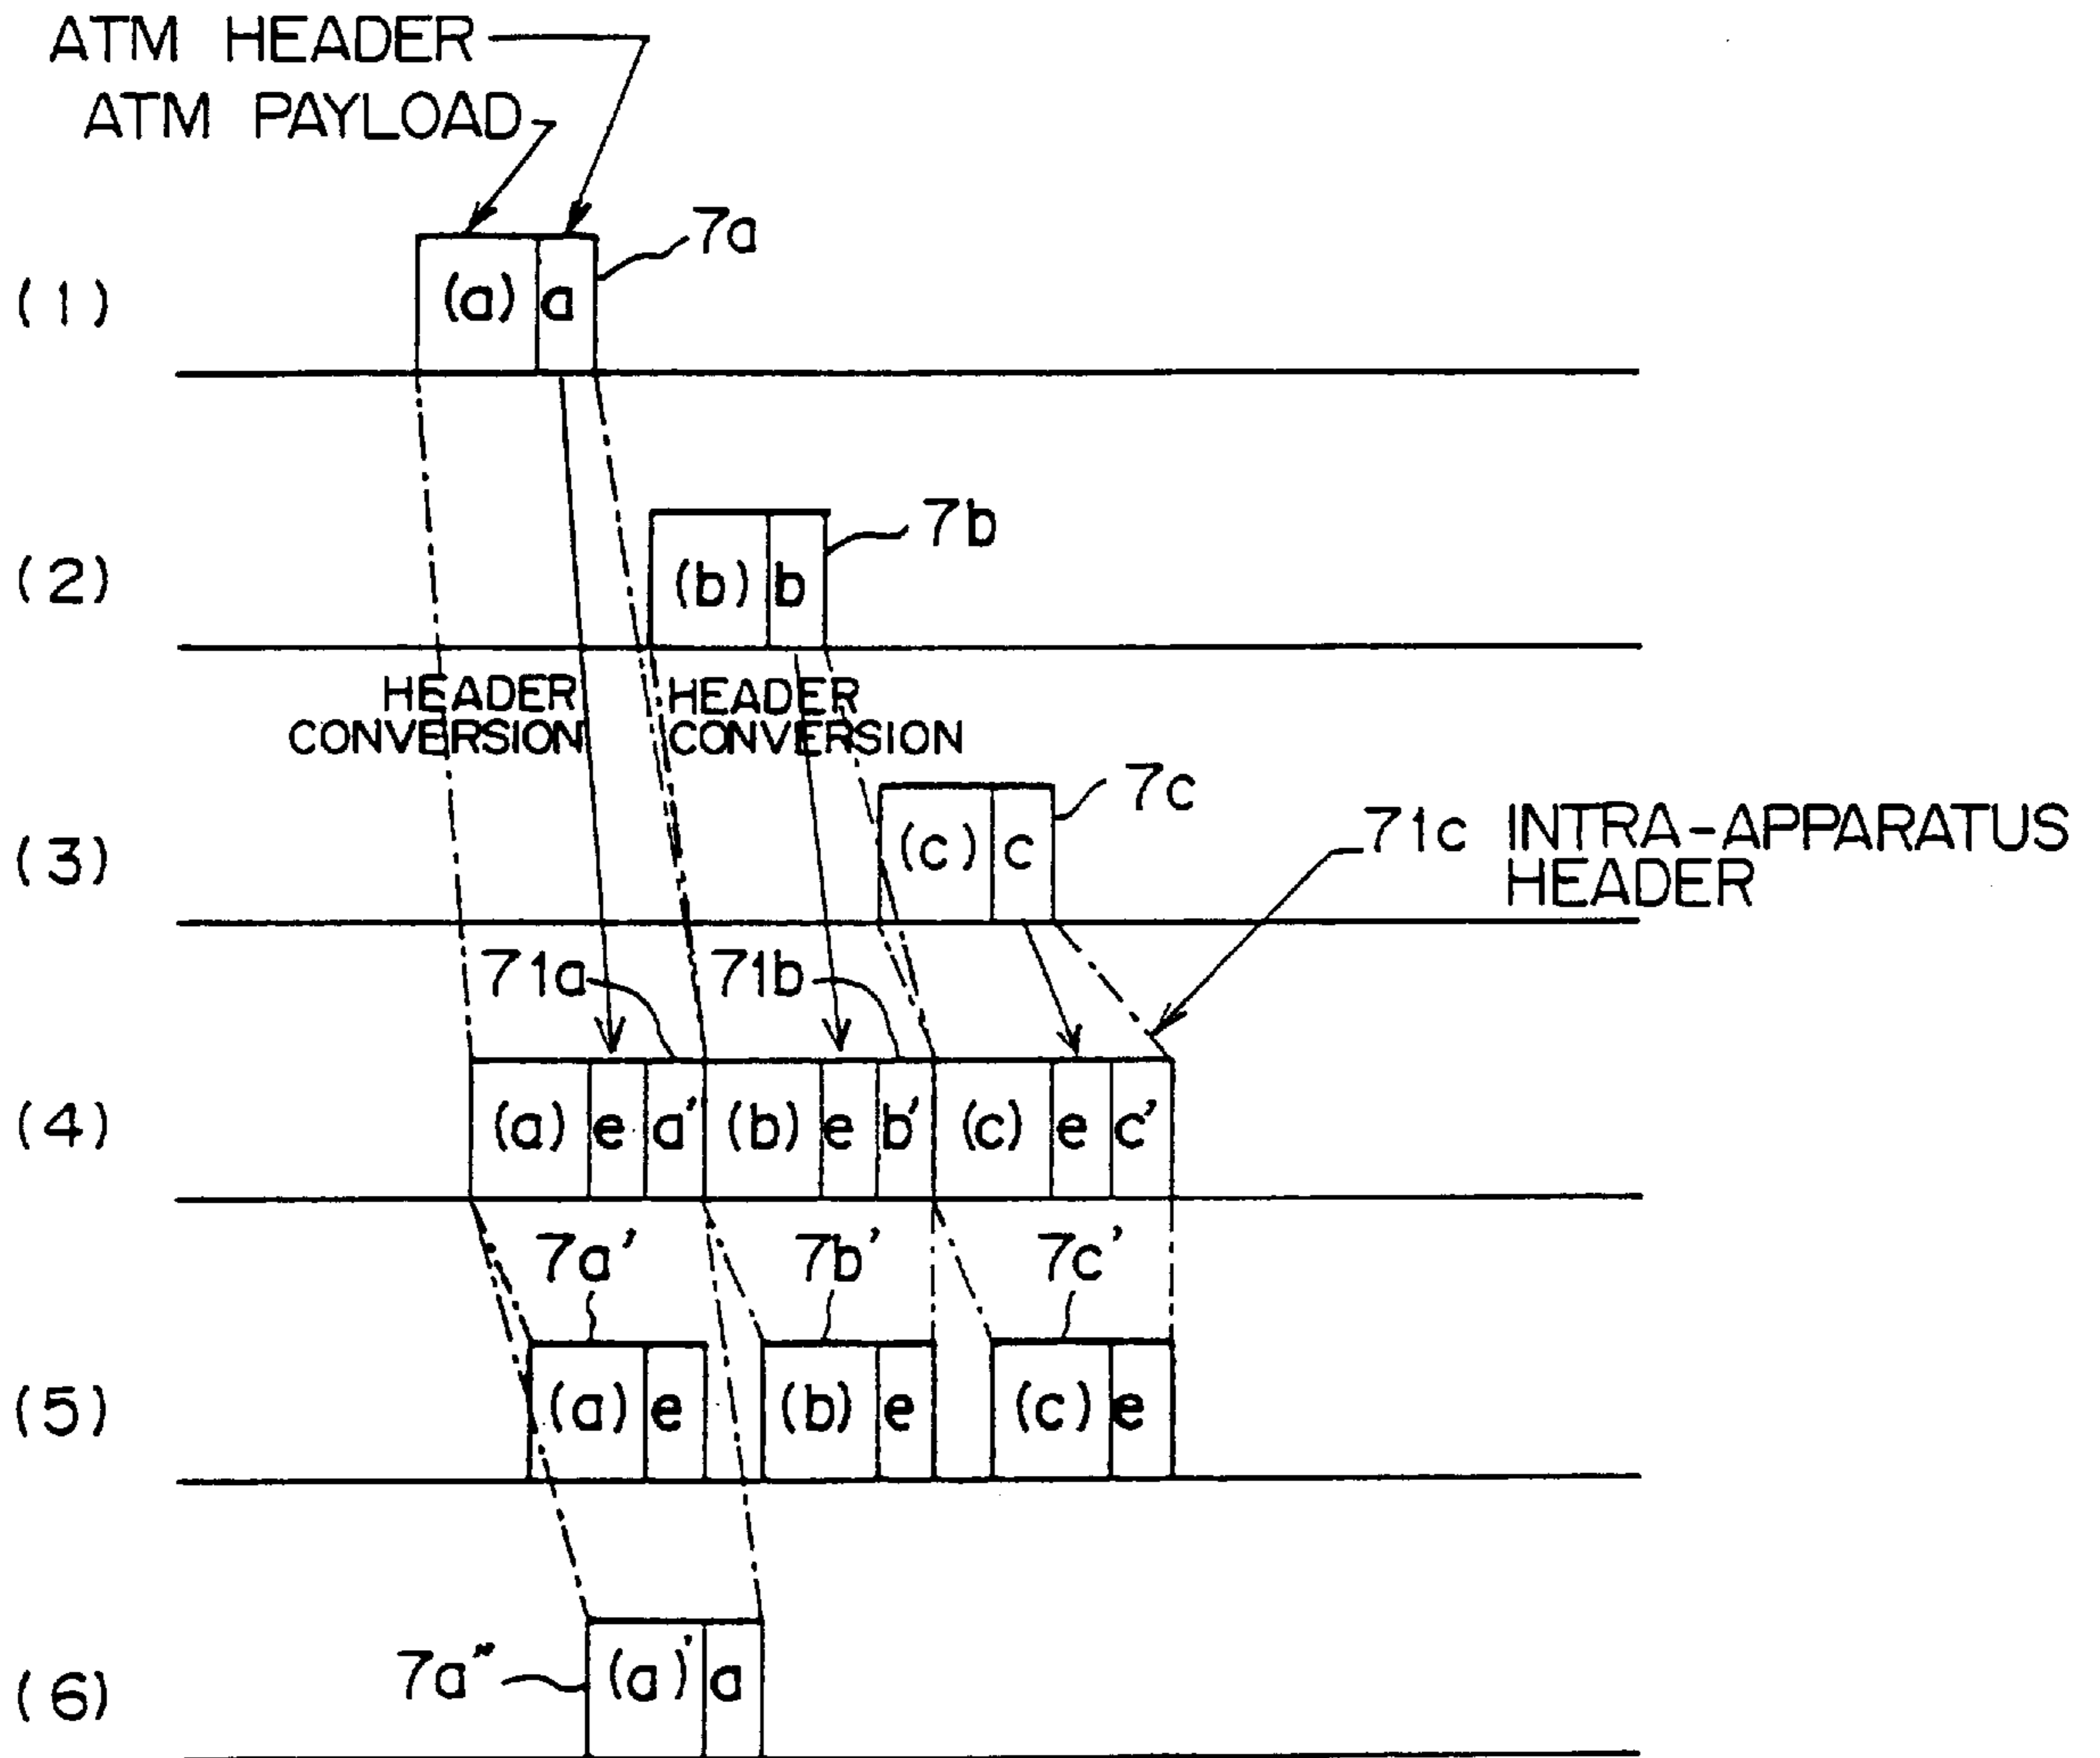 ATM HEADER
ATM PAYLOAD
7a
(1) (a) a
7b
(2) (b) b
HEADER CONVERSION
HEADER CONVERSION
7c
(3) (c) c
71c INTRA-APPARATUS
HEADER
71a 71b
(4) (a) e a' (b) e b' (c) e c'
7a' 7b' 7c'
(5) (a) e (b) e (c) e
7a"
(6) (a)' a